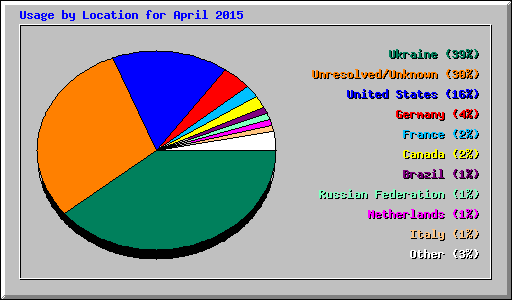 Usage by Location for April 2015
Ukraine (39%)
Unresolved/Unknown (30%)
United States (16%)
Germany (4%)
France (2%)
Canada (2%)
Brazil (1%)
Russian Federation (1%)
Netherlands (1%)
Italy (1%)
Other (3%)